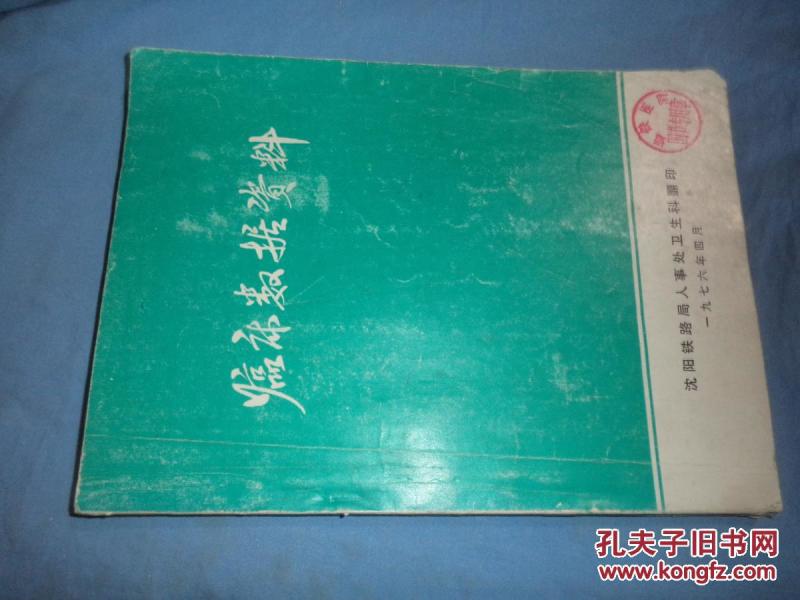 临床数据资料
沈阳铁路局人事处卫生科翻印
一九七六年四月
孔夫子旧书网
www.kongfz.com